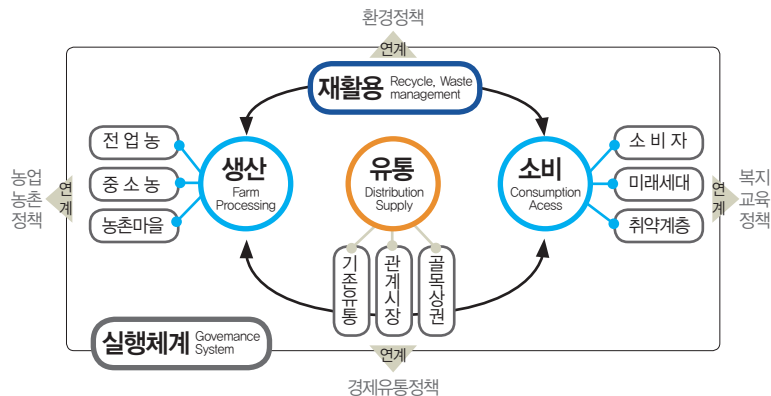 환경정책
연계
재활용 Recycle, Waste
management
전 업 농
중 소 농
농촌마을
생산
Farm
Processing
유통
Distribution
Supply
소비
Consumption
Acess
소 비 자
미래세대
취약계층
농업
농촌
정책
연
계
연
계
복지
교육
정책
기존유통
관계시장
골목상권
실행체계 Governance
System
연계
경제유통정책